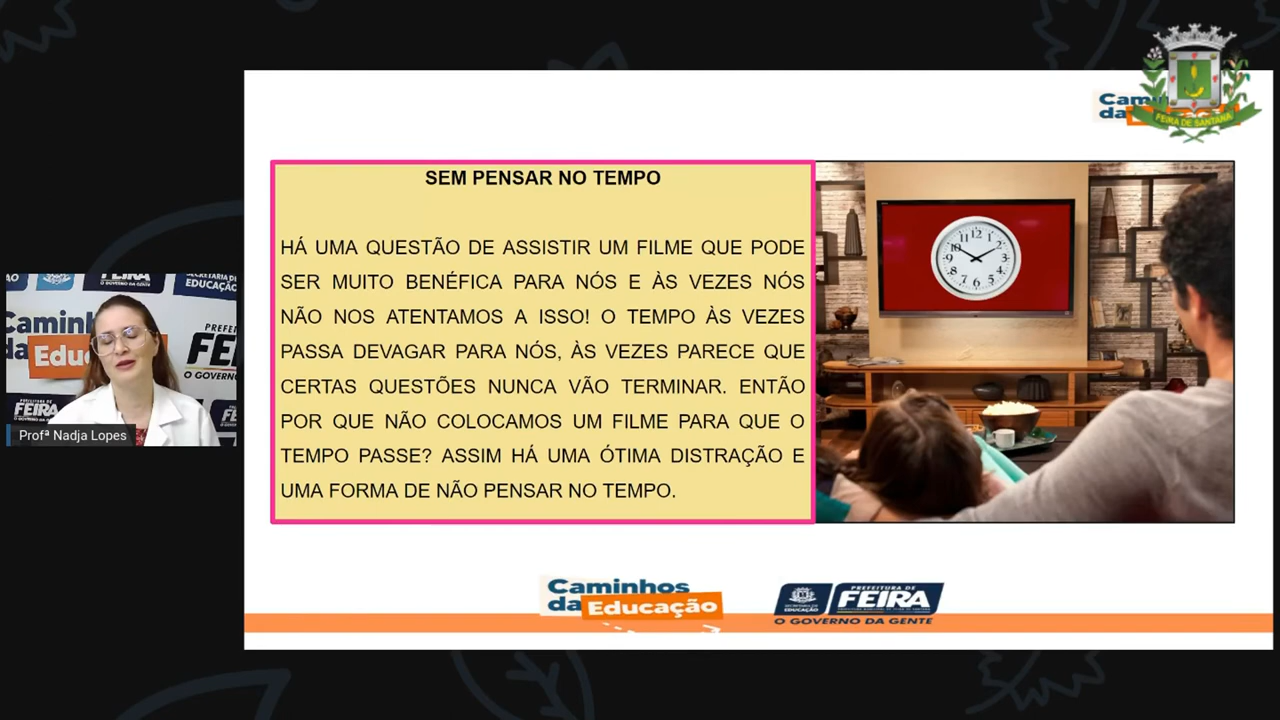 FEIRA DE SANTANA
SEM PENSAR NO TEMPO
HÁ UMA QUESTÃO DE ASSISTIR UM FILME QUE PODE
SER MUITO BENÉFICA PARA NÓS E ÀS VEZES NÓS
NÃO NOS ATENTAMOS A ISSO! O TEMPO ÀS VEZES
PASSA DEVAGAR PARA NÓS, ÀS VEZES PARECE QUE
CERTAS QUESTÕES NUNCA VÃO TERMINAR. ENTÃO
POR QUE NÃO COLOCAMOS UM FILME PARA QUE O
TEMPO PASSE? ASSIM HÁ UMA ÓTIMA DISTRAÇÃO E
UMA FORMA DE NÃO PENSAR NO TEMPO.
Profª Nadja Lopes
Caminhos
da Educação
PREFEITURA DE
FEIRA
SECRETARIA DE
EDUCAÇÃO
O GOVERNO DA GENTE